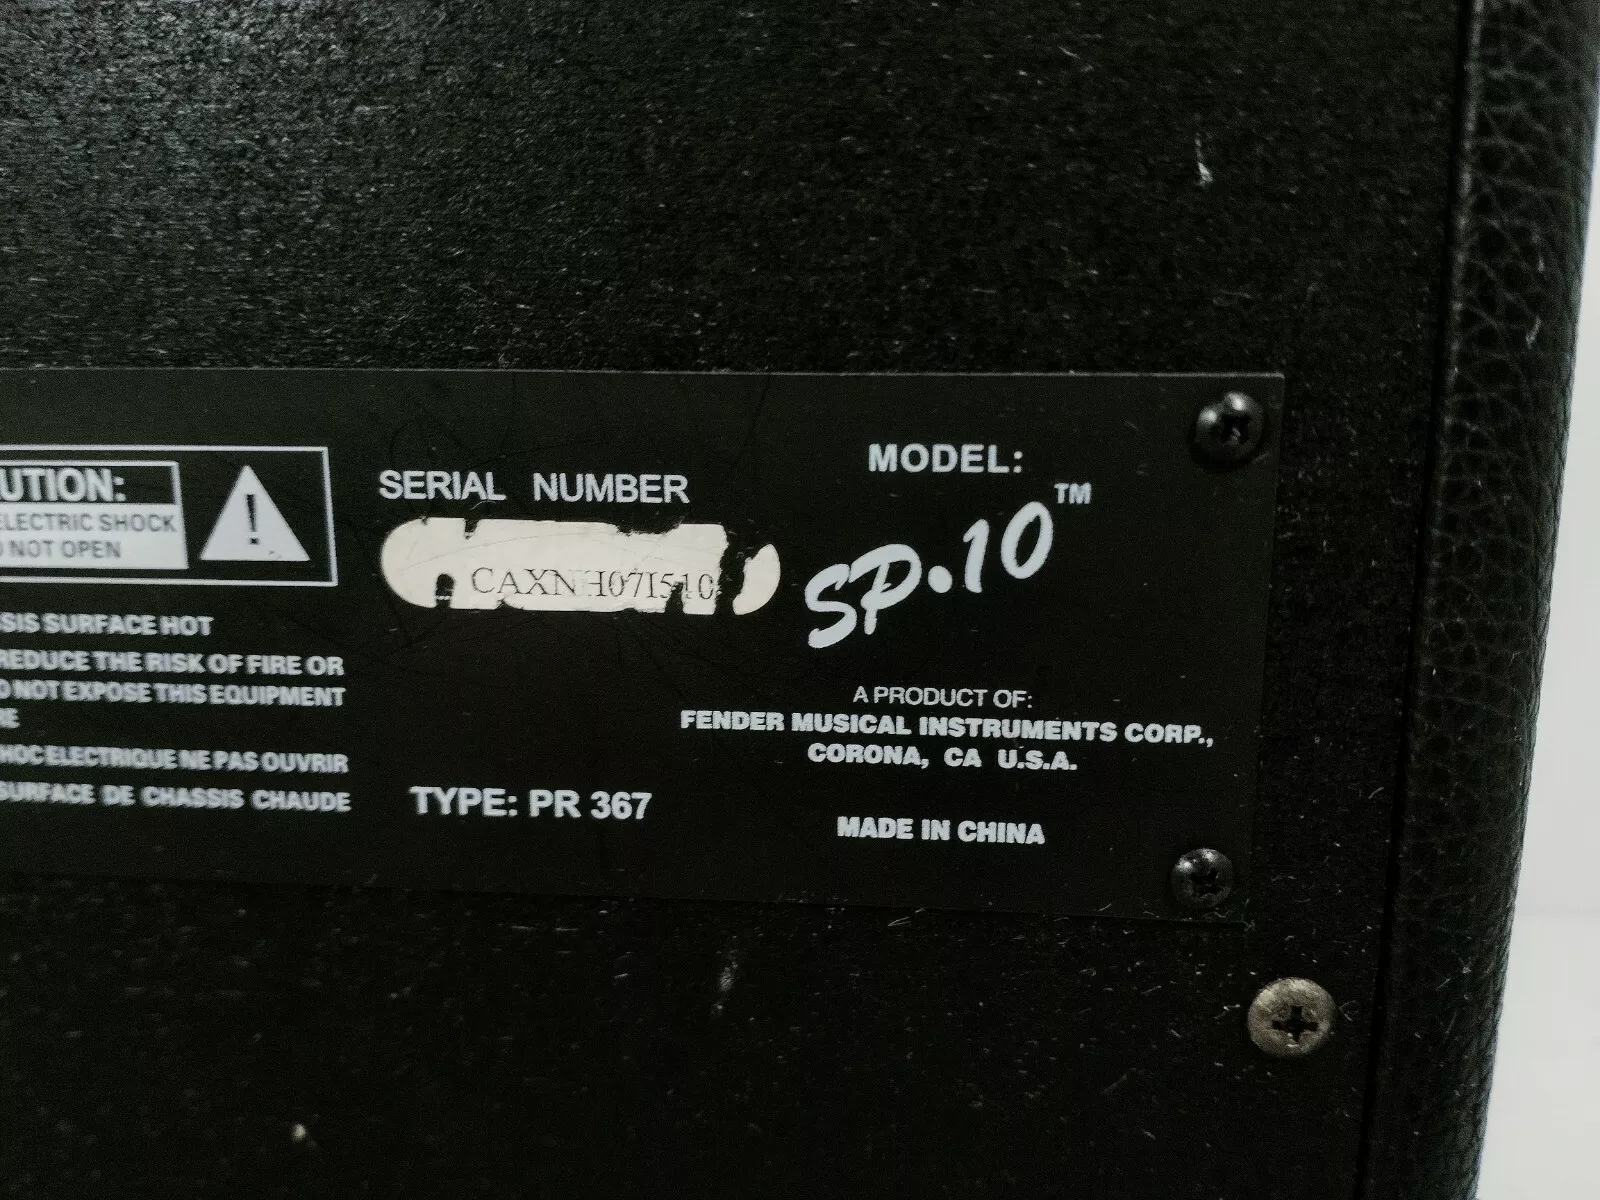 UTION:
ELECTRIC SHOCK
NOT OPEN
SERIAL NUMBER
MODEL:
SP.10™
SIS SURFACE HOT
REDUCE THE RISK OF FIRE OR
NOT EXPOSE THIS EQUIPMENT
RE
HOC ELECTRIQUE NE PAS OUVRIR
SURFACE DE CHASSIS CHAUDE
TYPE: PR 367
A PRODUCT OF:
FENDER MUSICAL INSTRUMENTS CORP.,
CORONA, CA U.S.A.
MADE IN CHINA